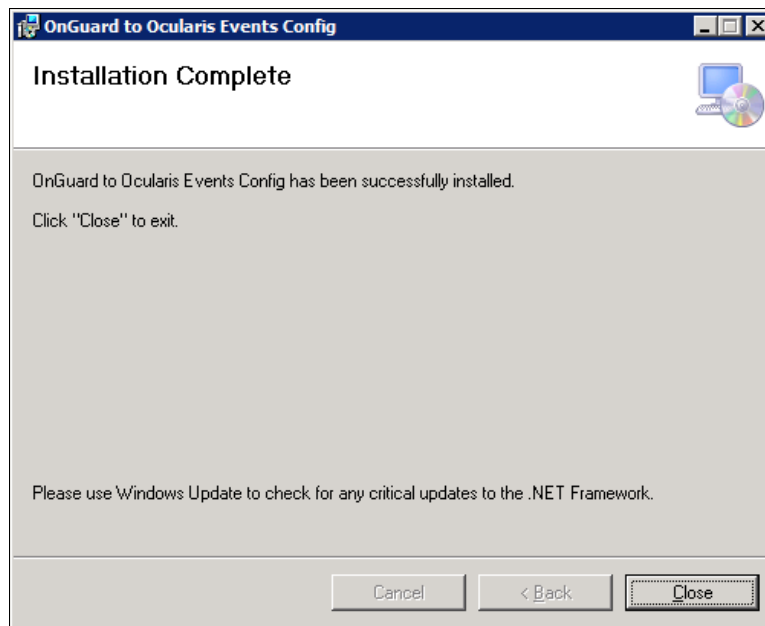 OnGuard to Ocularis Events Config
Installation Complete
OnGuard to Ocularis Events Config has been successfully installed.
Click "Close" to exit.
Please use Windows Update to check for any critical updates to the .NET Framework.
Cancel
< Back
Close